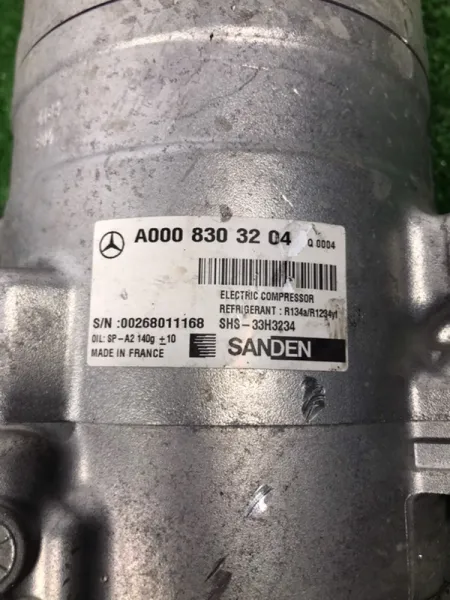 A000 830 32 04 Q 0004
ELECTRIC COMPRESSOR
REFRIGERANT : R134a/R1234yf
S/N :00268011168 SHS-33H3234
OIL: SP-A2 140g ±10
MADE IN FRANCE
SANDEN